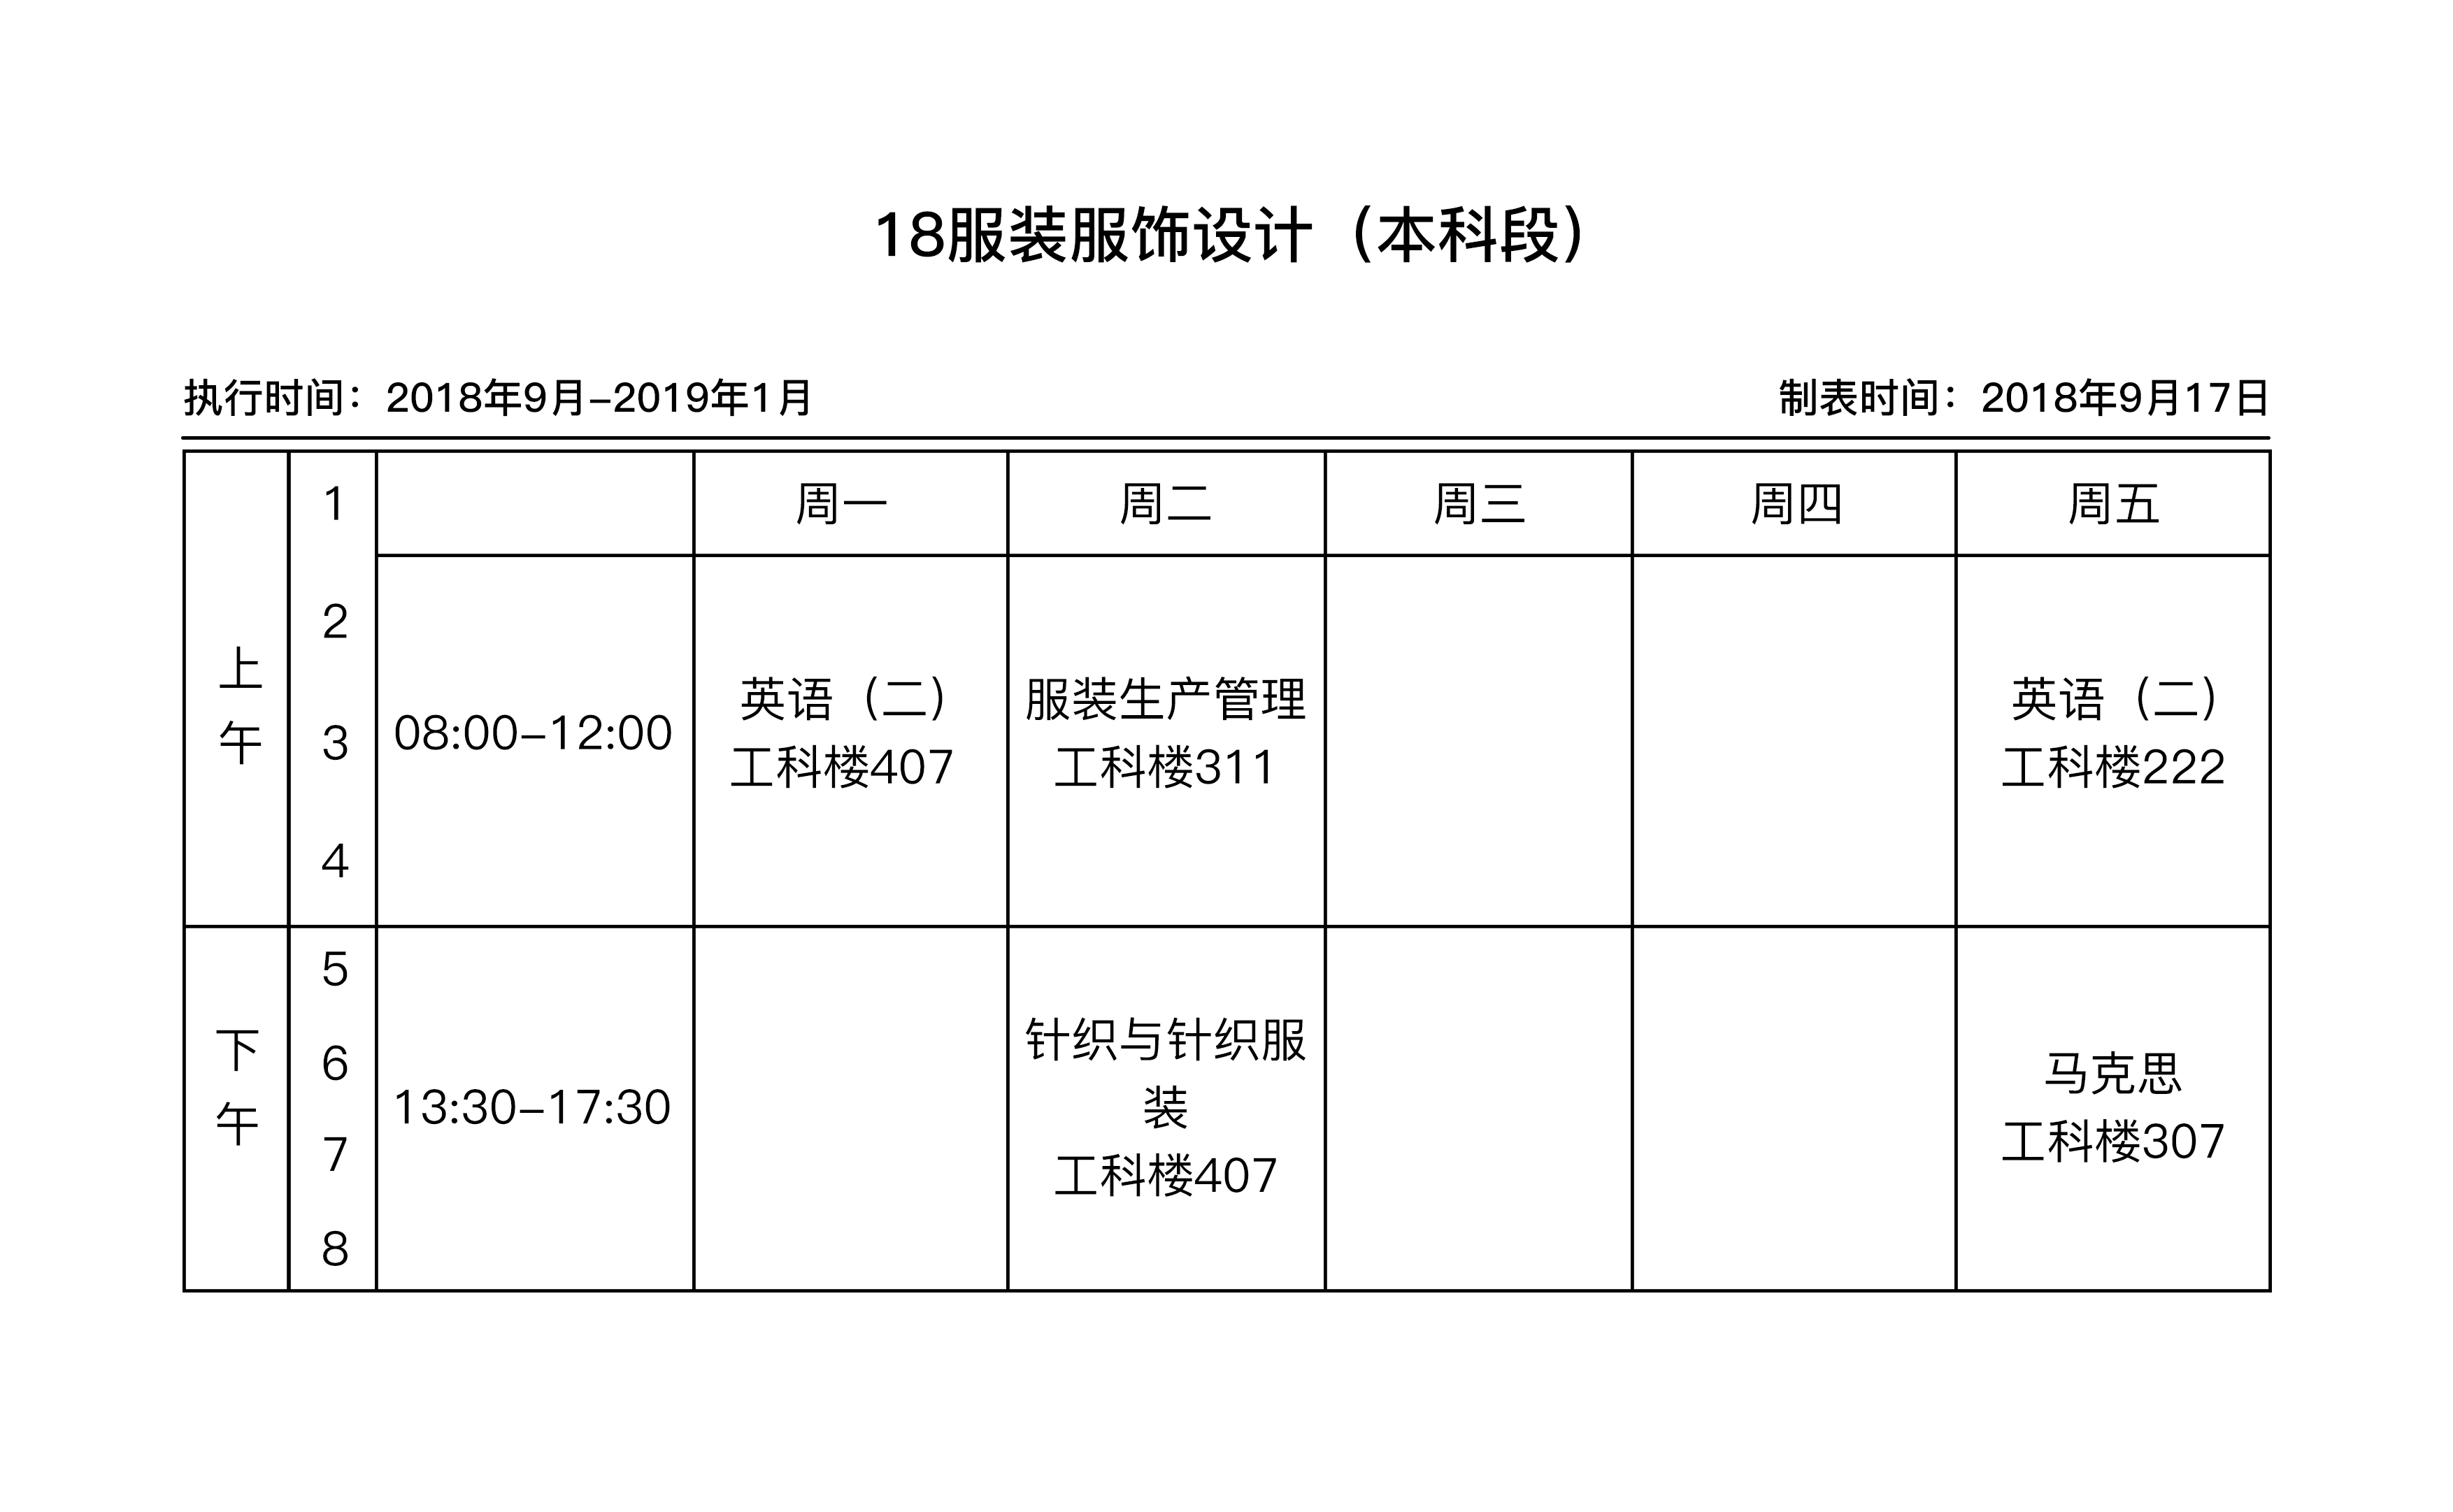 18服装服饰设计（本科段）
执行时间：2018年9月-2019年1月
制表时间：2018年9月17日
1
周一
周二
周三
周四
周五
上
午
2
3
4
08:00-12:00
英语（二）
工科楼407
服装生产管理
工科楼311
英语（二）
工科楼222
下
午
5
6
7
8
13:30-17:30
针织与针织服
装
工科楼407
马克思
工科楼307